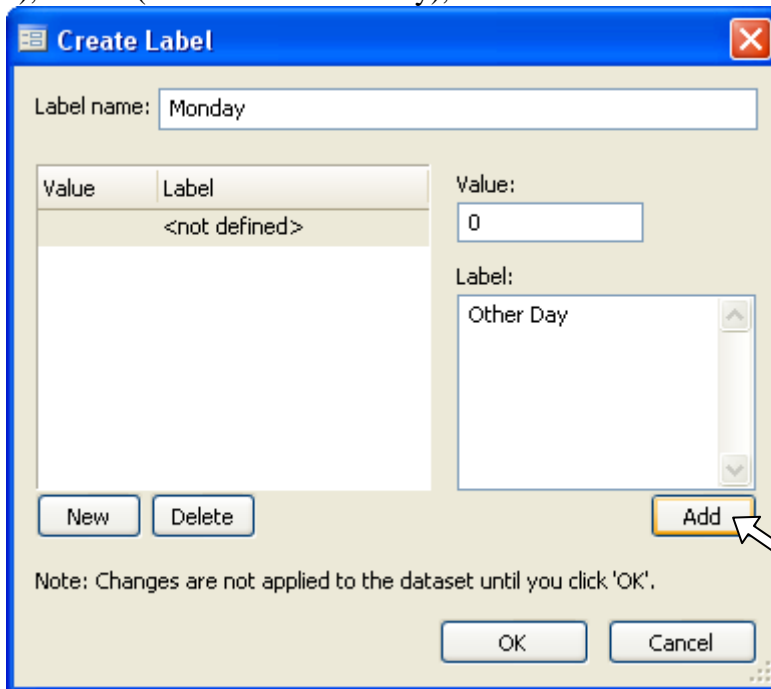 Create Label
Label name: Monday
Value Label
<not defined>
Value:
0
Label:
Other Day
New Delete
Add
Note: Changes are not applied to the dataset until you click 'OK'.
OK Cancel